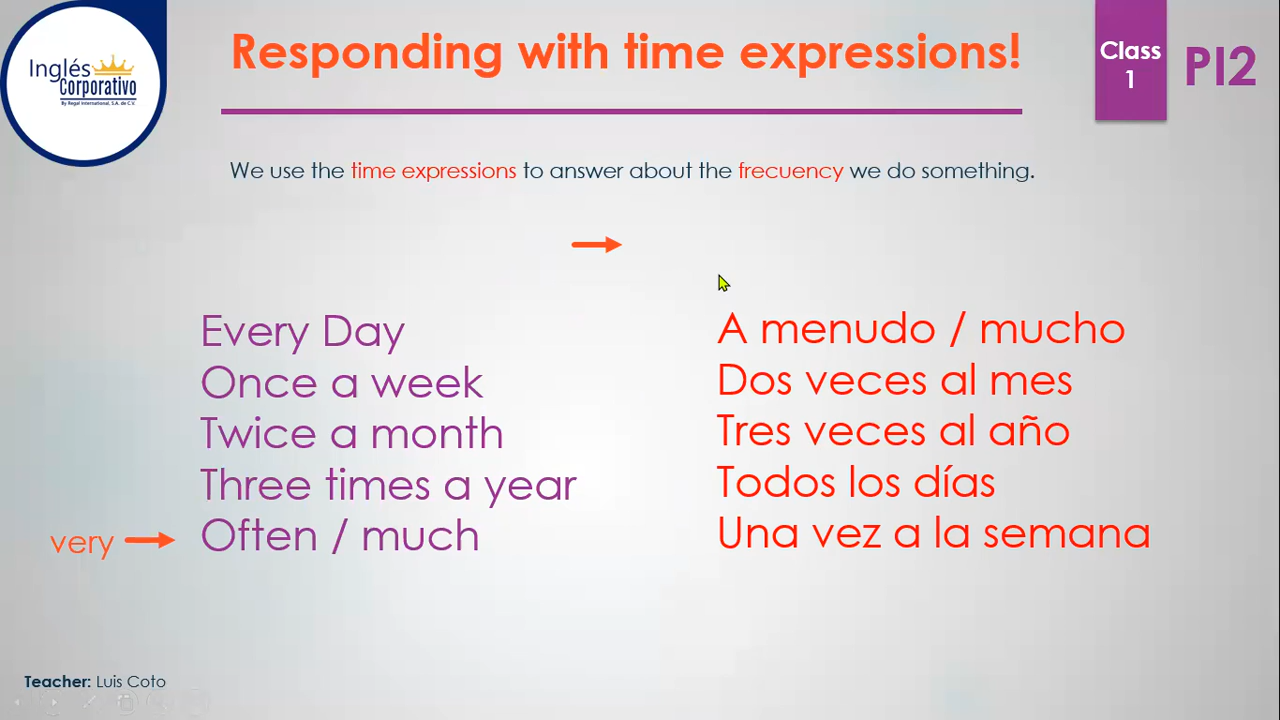 Inglés
Corporativo
By Regal International, S.A. de C.V.
Responding with time expressions!
Class
1
PI2
We use the time expressions to answer about the frecuency we do something.
Every Day
Once a week
Twice a month
Three times a year
very
Often / much
A menudo / mucho
Dos veces al mes
Tres veces al año
Todos los días
Una vez a la semana
Teacher: Luis Coto